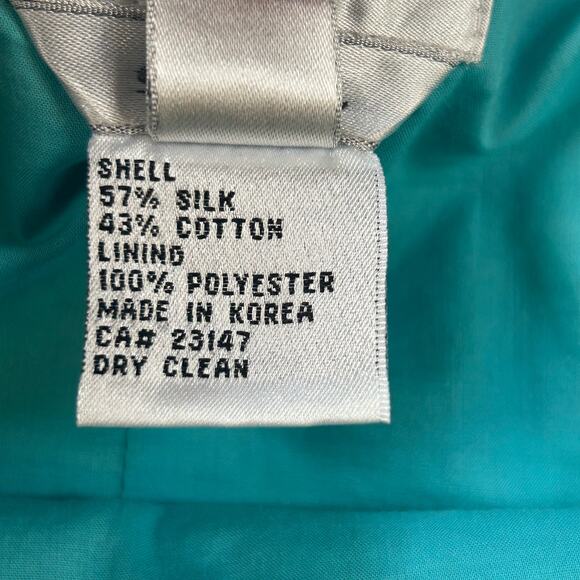 SHELL
57% SILK
43% COTTON
LINING
100% POLYESTER
MADE IN KOREA
CA# 23147
DRY CLEAN